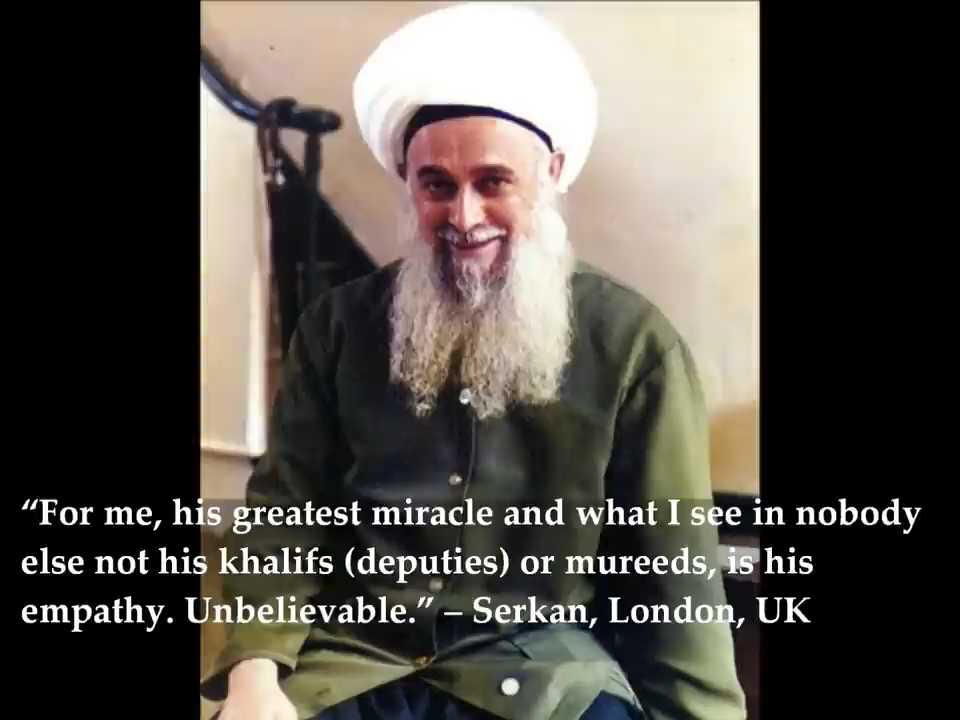 “For me, his greatest miracle and what I see in nobody
else not his khalifs (deputies) or mureeds, is his
empathy. Unbelievable.” – Serkan, London, UK